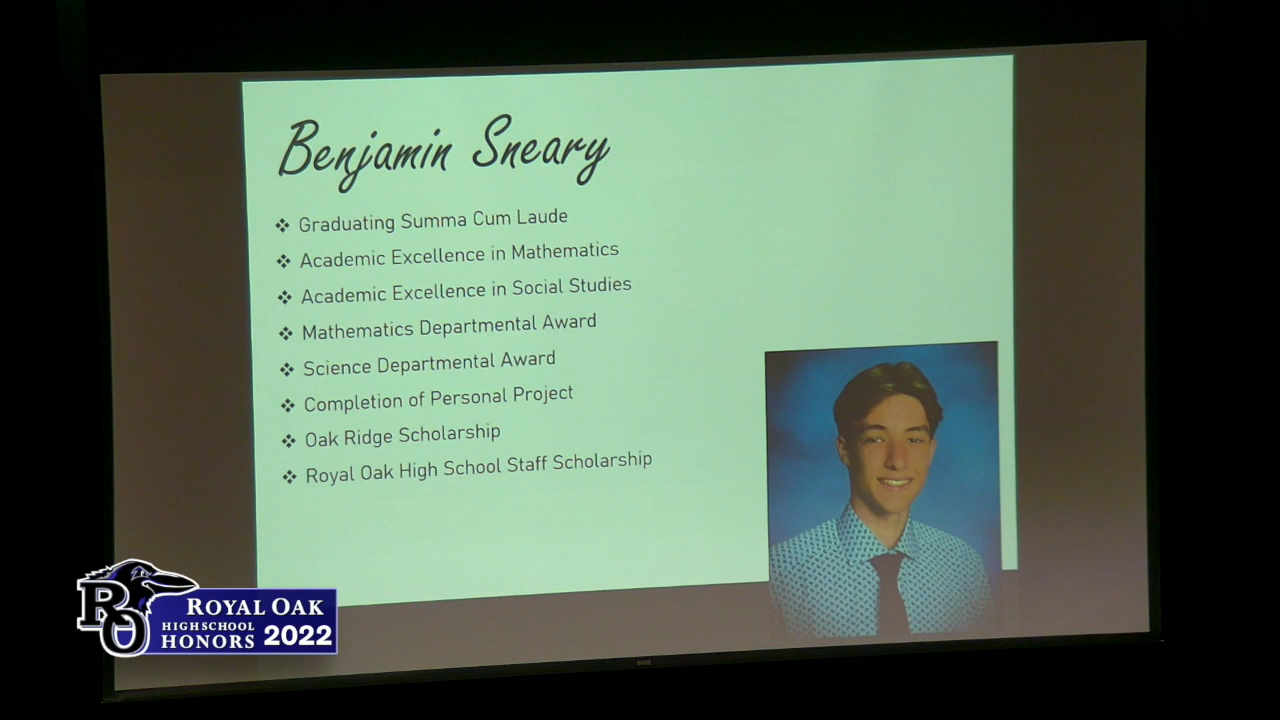 Benjamin Sneary
❖ Graduating Summa Cum Laude
❖ Academic Excellence in Mathematics
❖ Academic Excellence in Social Studies
❖ Mathematics Departmental Award
❖ Science Departmental Award
❖ Completion of Personal Project
❖ Oak Ridge Scholarship
❖ Royal Oak High School Staff Scholarship
RO
ROYAL OAK
HIGH SCHOOL
HONORS 2022